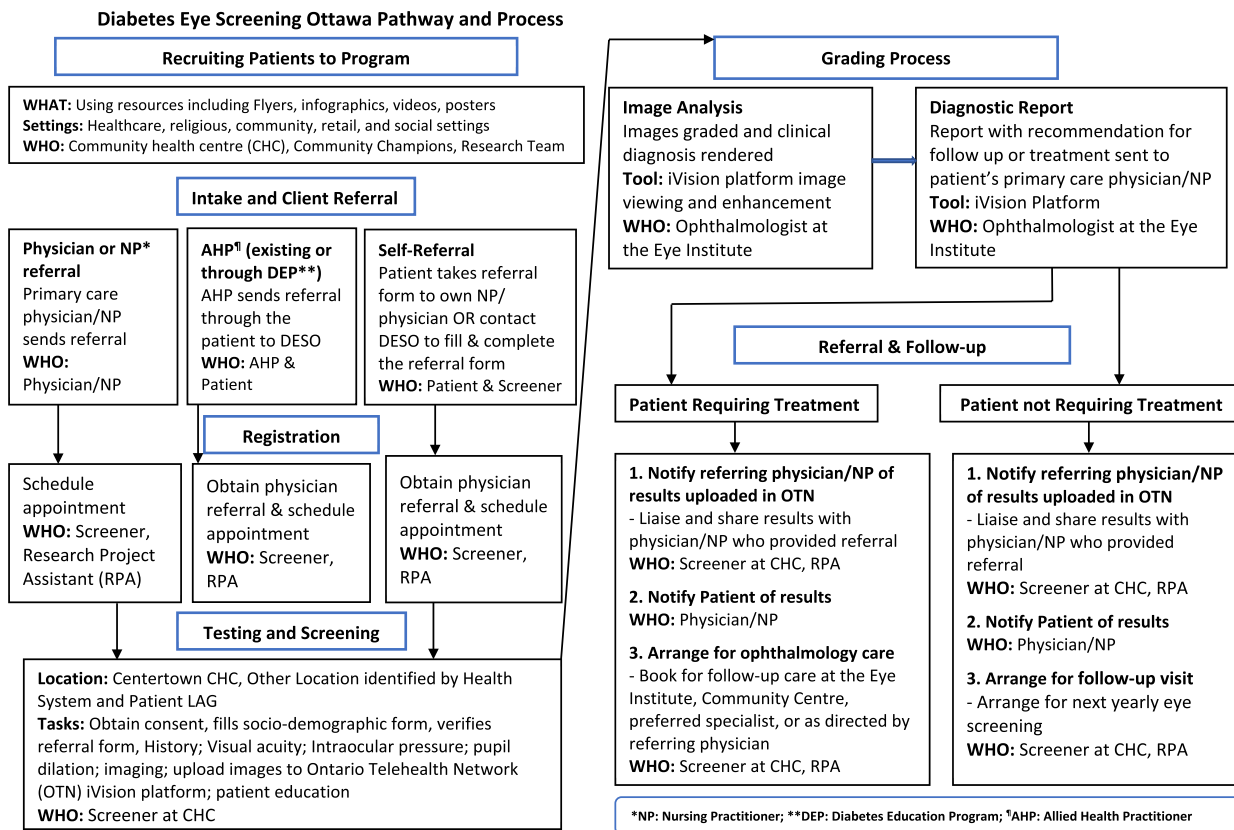 Diabetes Eye Screening Ottawa Pathway and Process
Recruiting Patients to Program
WHAT: Using resources including Flyers, infographics, videos, posters
Settings: Healthcare, religious, community, retail, and social settings
WHO: Community health centre (CHC), Community Champions, Research Team
Intake and Client Referral
Physician or NP*
referral
Primary care
physician/NP
sends referral
WHO:
Physician/NP
AHP¶ (existing or
through DEP**)
AHP sends referral
through the
patient to DESO
WHO: AHP &
Patient
Self-Referral
Patient takes referral
form to own NP/
physician OR contact
DESO to fill & complete
the referral form
WHO: Patient & Screener
Registration
Schedule
appointment
WHO: Screener,
Research Project
Assistant (RPA)
Obtain physician
referral & schedule
appointment
WHO: Screener,
RPA
Obtain physician
referral & schedule
appointment
WHO: Screener,
RPA
Testing and Screening
Location: Centertown CHC, Other Location identified by Health
System and Patient LAG
Tasks: Obtain consent, fills socio-demographic form, verifies
referral form, History; Visual acuity; Intraocular pressure; pupil
dilation; imaging; upload images to Ontario Telehealth Network
(OTN) iVision platform; patient education
WHO: Screener at CHC
Grading Process
Image Analysis
Images graded and clinical
diagnosis rendered
Tool: iVision platform image
viewing and enhancement
WHO: Ophthalmologist at
the Eye Institute
Diagnostic Report
Report with recommendation for
follow up or treatment sent to
patient's primary care physician/NP
Tool: iVision Platform
WHO: Ophthalmologist at the Eye
Institute
Referral & Follow-up
Patient Requiring Treatment
1. Notify referring physician/NP of
results uploaded in OTN
- Liaise and share results with
physician/NP who provided referral
WHO: Screener at CHC, RPA
2. Notify Patient of results
WHO: Physician/NP
3. Arrange for ophthalmology care
- Book for follow-up care at the Eye
Institute, Community Centre,
preferred specialist, or as directed by
referring physician
WHO: Screener at CHC, RPA
Patient not Requiring Treatment
1. Notify referring physician/NP
of results uploaded in OTN
- Liaise and share results with
physician/NP who provided
referral
WHO: Screener at CHC, RPA
2. Notify Patient of results
WHO: Physician/NP
3. Arrange for follow-up visit
- Arrange for next yearly eye
screening
WHO: Screener at CHC, RPA
*NP: Nursing Practitioner; **DEP: Diabetes Education Program; ¶AHP: Allied Health Practitioner